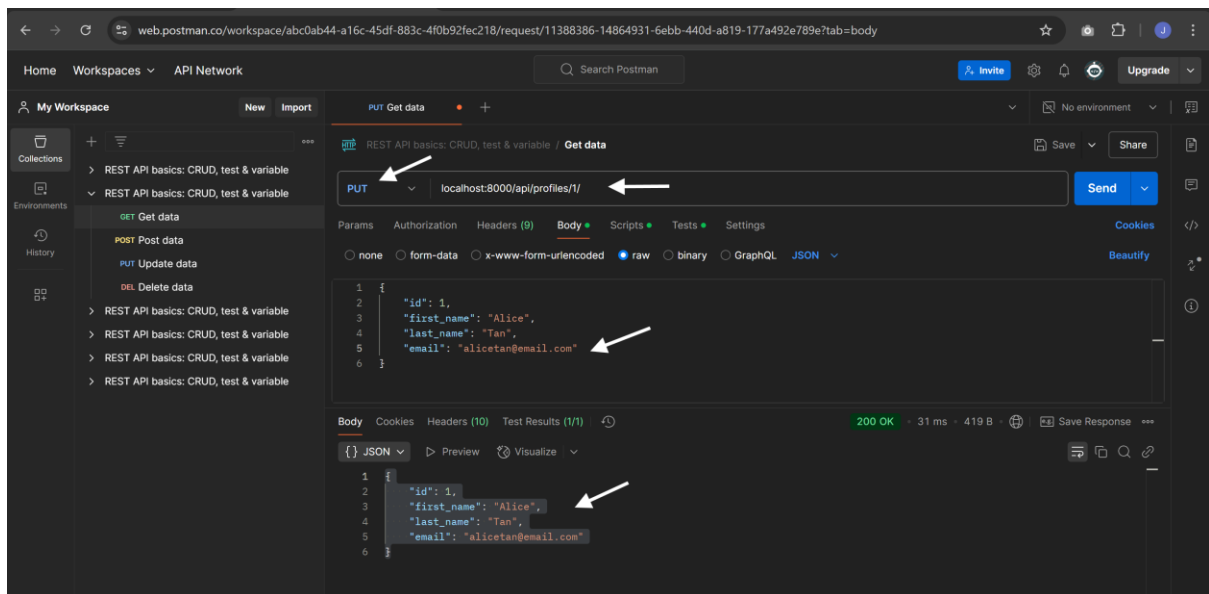 web.postman.co/workspace/abc0ab44-a16c-45df-883c-4f0b92fec218/request/11388386-14864931-6ebb-440d-a819-177a492e789e?tab=body
J
Home Workspaces API Network
Search Postman
Invite
Upgrade
My Workspace
New Import
PUT Get data
No environment
Collections
Environments
History
REST API basics: CRUD, test & variable
REST API basics: CRUD, test & variable
GET Get data
POST Post data
PUT Update data
DEL Delete data
REST API basics: CRUD, test & variable
REST API basics: CRUD, test & variable
REST API basics: CRUD, test & variable
REST API basics: CRUD, test & variable
HTTP REST API basics: CRUD, test & variable / Get data
Save Share
PUT localhost:8000/api/profiles/1/ Send
Params Authorization Headers (9) Body Scripts Tests Settings Cookies
none form-data x-www-form-urlencoded raw binary GraphQL JSON Beautify
1 {
2 "id": 1,
3 "first_name": "Alice",
4 "last_name": "Tan",
5 "email": "alicetan@email.com"
6 }
Body Cookies Headers (10) Test Results (1/1) 200 OK • 31 ms • 419 B Save Response
{} JSON Preview Visualize
1 {
2 "id": 1,
3 "first_name": "Alice",
4 "last_name": "Tan",
5 "email": "alicetan@email.com"
6 }